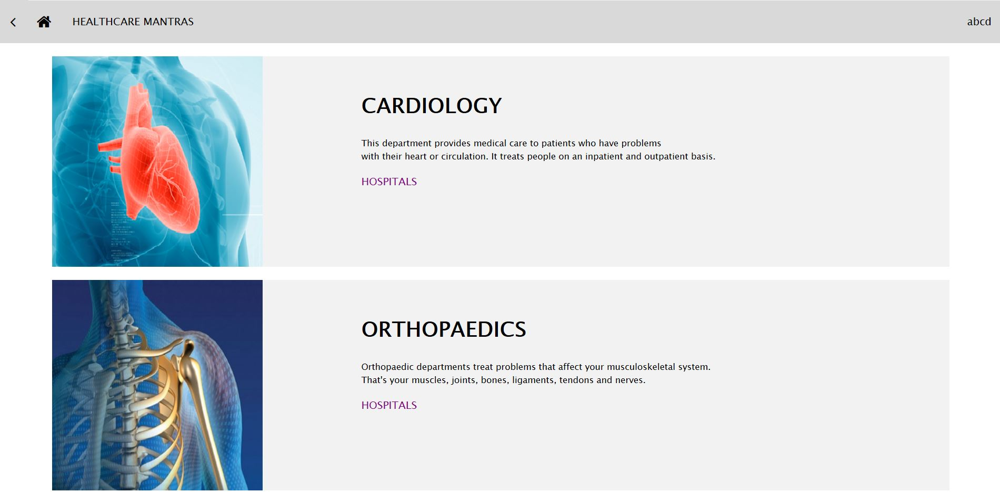 HEALTHCARE MANTRAS
abcd
CARDIOLOGY
This department provides medical care to patients who have problems
with their heart or circulation. It treats people on an inpatient and outpatient basis.
HOSPITALS
ORTHOPAEDICS
Orthopaedic departments treat problems that affect your musculoskeletal system.
That's your muscles, joints, bones, ligaments, tendons and nerves.
HOSPITALS